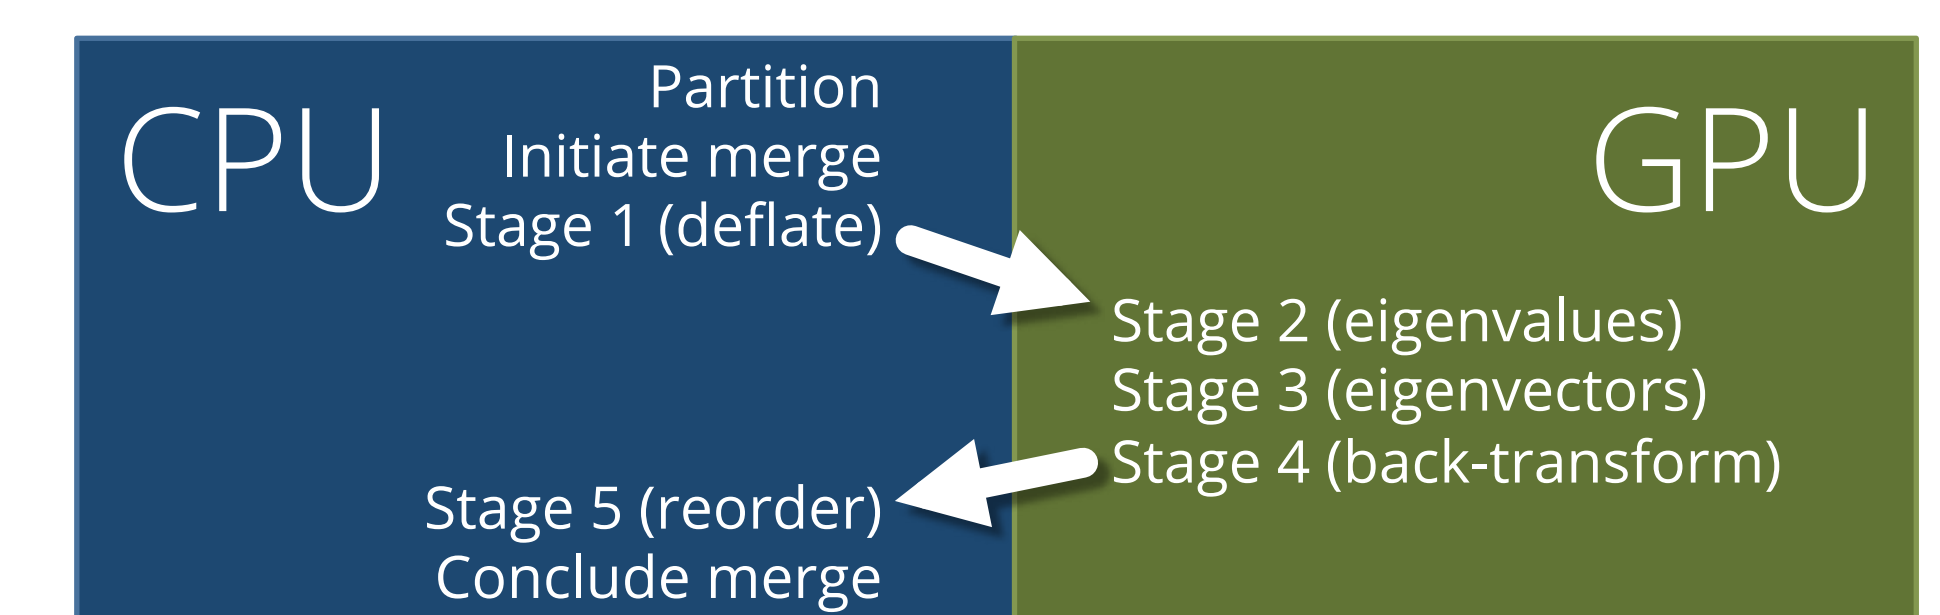 CPU
Partition
Initiate merge
Stage 1 (deflate)
GPU
Stage 2 (eigenvalues)
Stage 3 (eigenvectors)
Stage 4 (back-transform)
Stage 5 (reorder)
Conclude merge